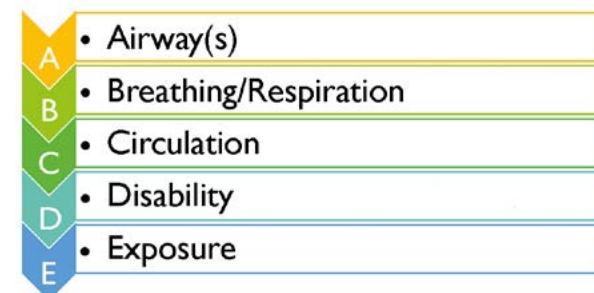 A • Airway(s)
B • Breathing/Respiration
C • Circulation
D • Disability
E • Exposure